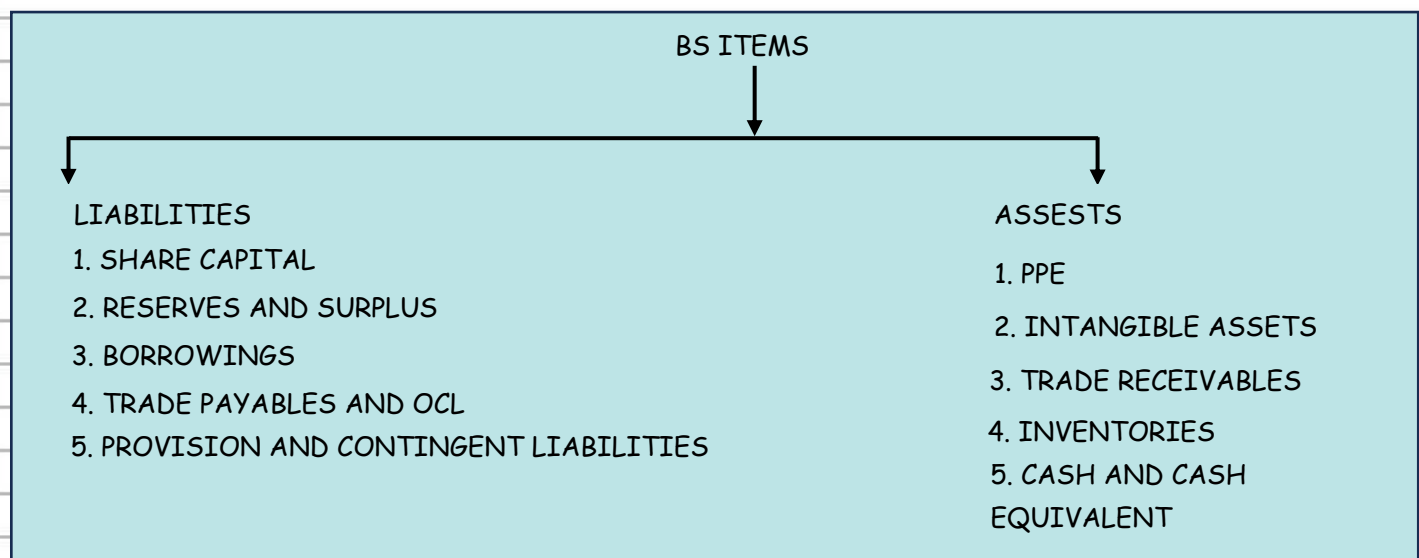 BS ITEMS
LIABILITIES
1. SHARE CAPITAL
2. RESERVES AND SURPLUS
3. BORROWINGS
4. TRADE PAYABLES AND OCL
5. PROVISION AND CONTINGENT LIABILITIES
ASSESTS
1. PPE
2. INTANGIBLE ASSETS
3. TRADE RECEIVABLES
4. INVENTORIES
5. CASH AND CASH
EQUIVALENT